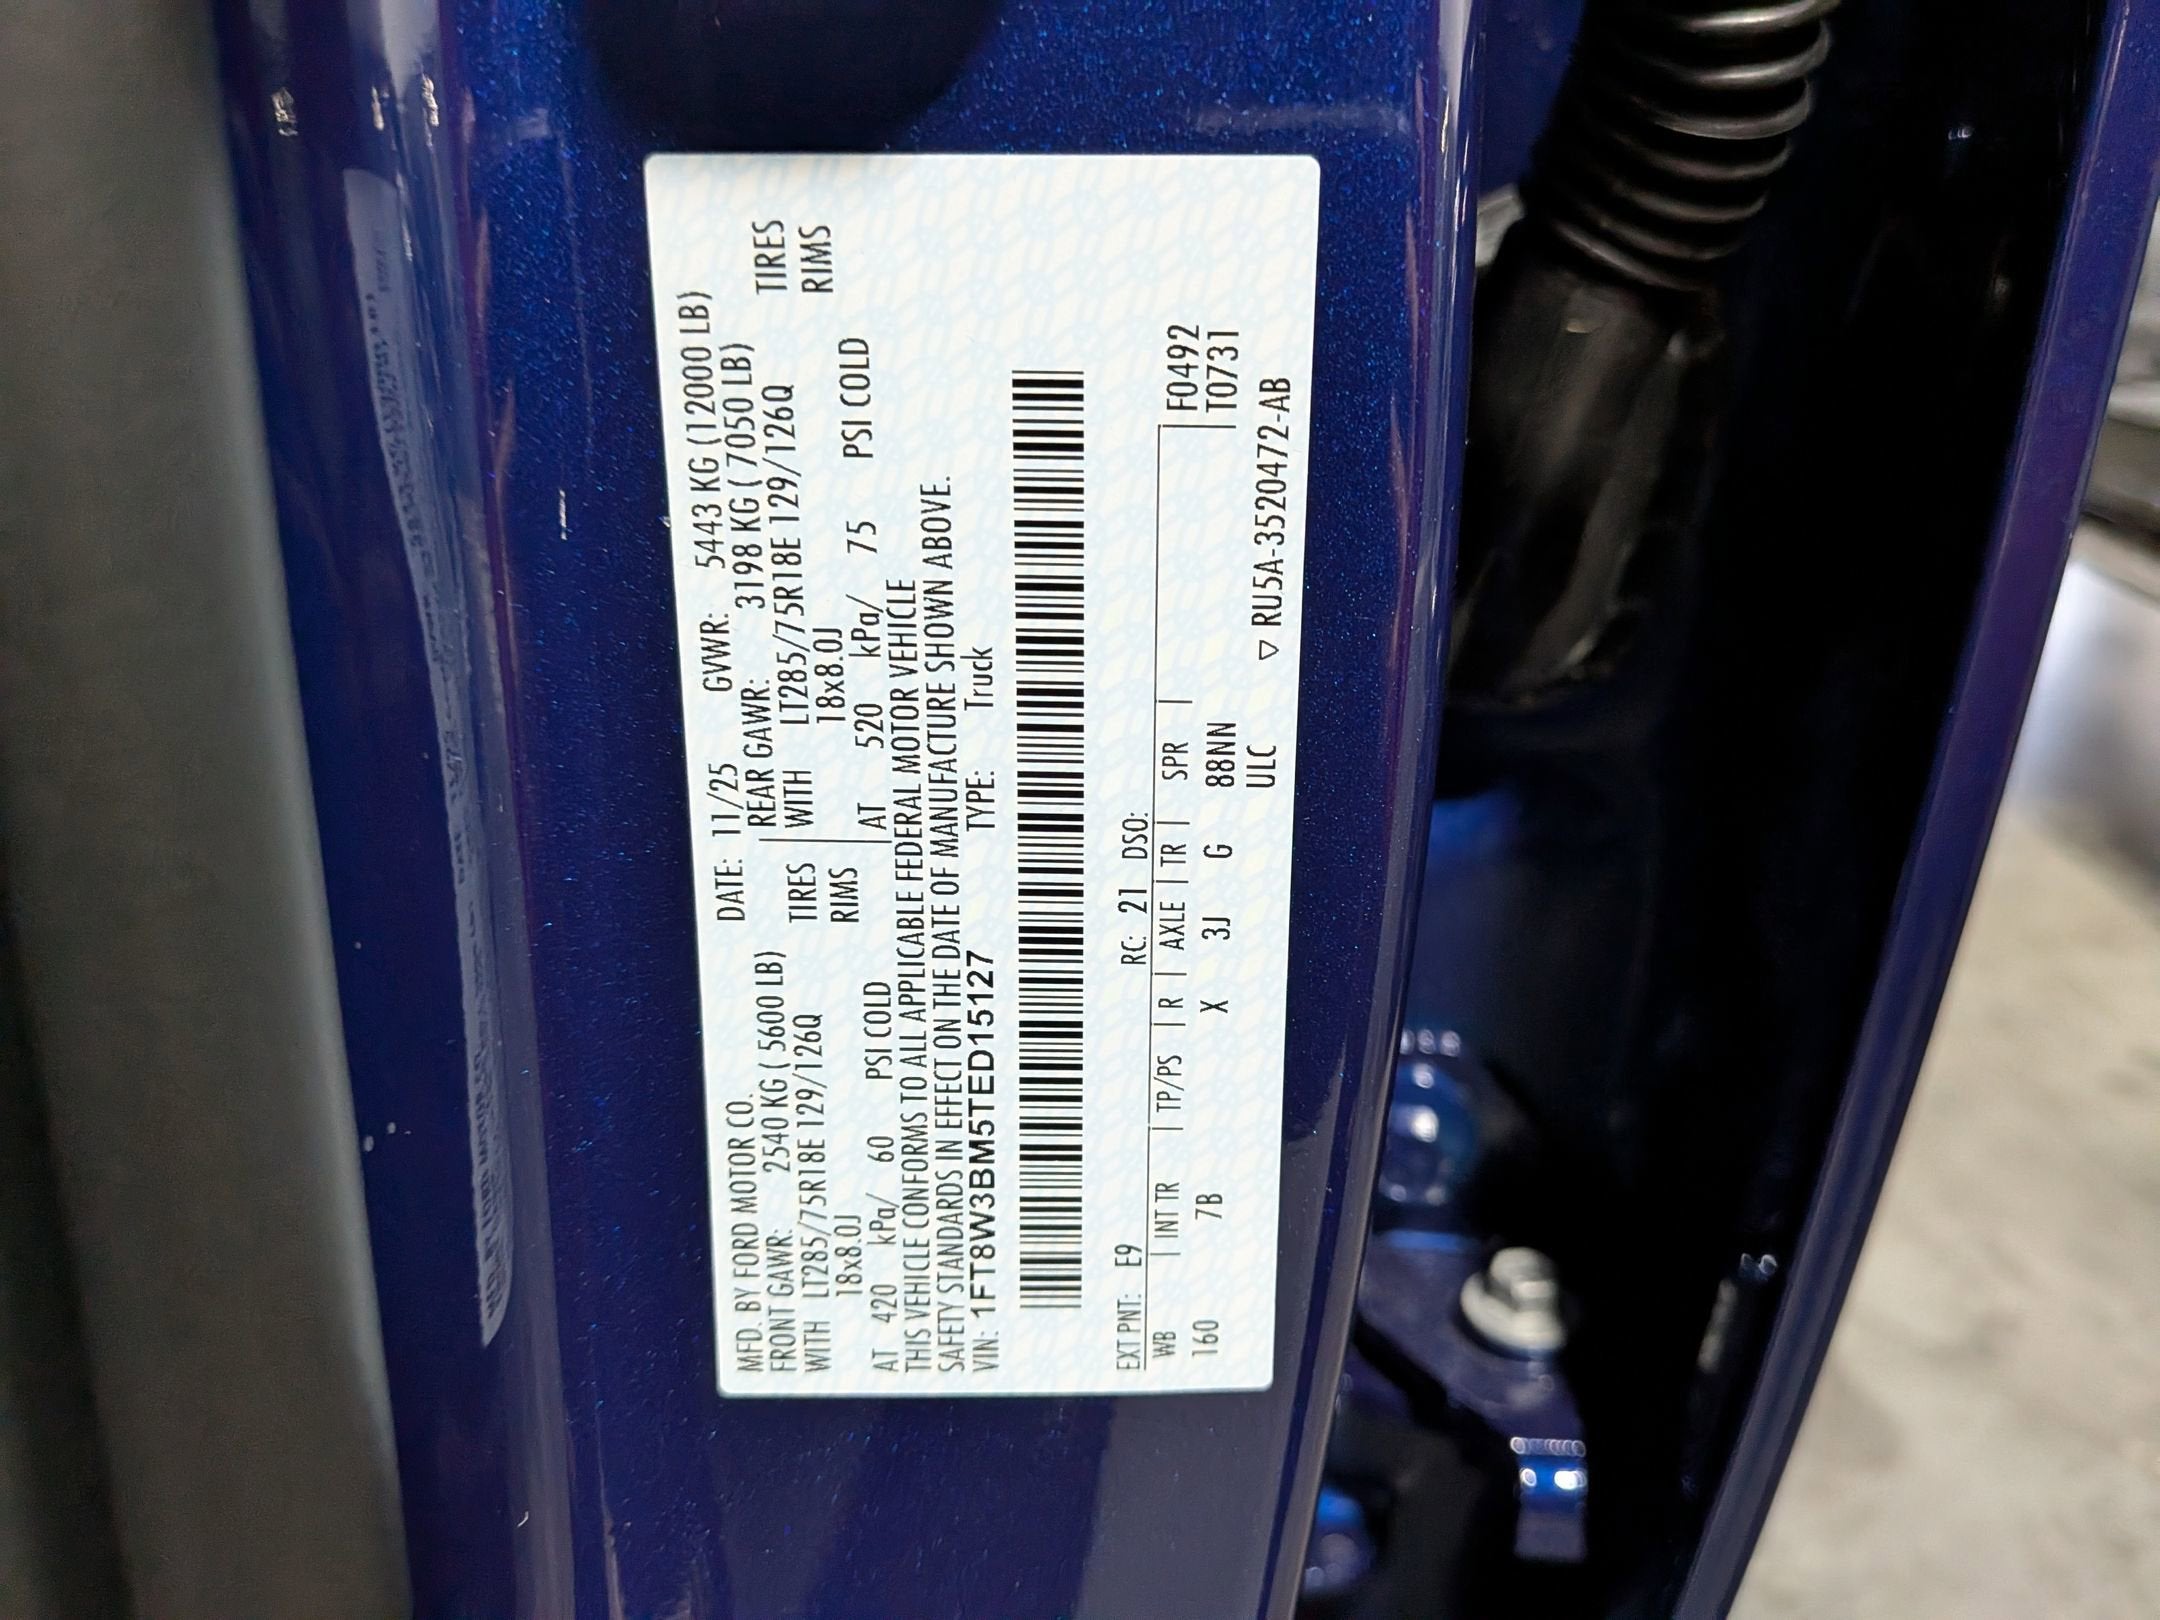 MFD. BY FORD MOTOR CO. DATE: 11/25 GVWR: 5443 KG (12000 LB)
FRONT GAWR: 2540 KG ( 5600 LB) REAR GAWR: 3198 KG ( 7050 LB)
WITH LT285/75R18E 129/126Q TIRES WITH LT285/75R18E 129/126Q TIRES
18x8.0J RIMS 18x8.0J RIMS
AT 420 kPa/ 60 PSI COLD AT 520 kPa/ 75 PSI COLD
THIS VEHICLE CONFORMS TO ALL APPLICABLE FEDERAL MOTOR VEHICLE
SAFETY STANDARDS IN EFFECT ON THE DATE OF MANUFACTURE SHOWN ABOVE.
VIN: 1FT8W3BM5TED15127 TYPE: Truck
EXT PNT: E9 RC: 21 DSO:
WB | INT TR | TP/PS | R | AXLE | TR | SPR | F0492
160 7B X 3J G 88NN T0731
ULC ▽ RU5A-3520472-AB